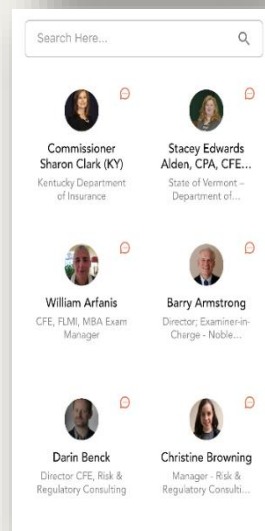 Search Here...
Commissioner
Sharon Clark (KY)
Kentucky Department
of Insurance
Stacey Edwards
Alden, CPA, CFE...
State of Vermont –
Department of...
William Arfanis
CFE, FLMI, MBA Exam
Manager
Barry Armstrong
Director; Examiner-in-
Charge - Noble...
Darin Benck
Director CFE, Risk &
Regulatory Consulting
Christine Browning
Manager - Risk &
Regulatory Consulti...